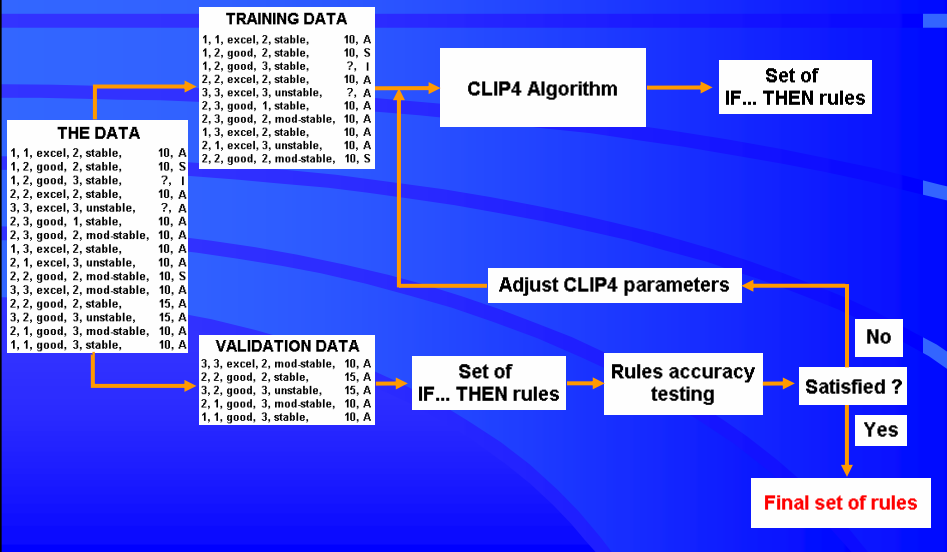 TRAINING DATA
1, 1, excel, 2, stable, 10, A
1, 2, good, 2, stable, 10, S
1, 2, good, 3, stable, ?, I
2, 2, excel, 2, stable, 10, A
3, 3, excel, 3, unstable, ?, A
2, 3, good, 1, stable, 10, A
2, 3, good, 2, mod-stable, 10, A
1, 3, excel, 2, stable, 10, A
2, 1, excel, 3, unstable, 10, A
2, 2, good, 2, mod-stable, 10, S
CLIP4 Algorithm
Set of
IF... THEN rules
THE DATA
1, 1, excel, 2, stable, 10, A
1, 2, good, 2, stable, 10, S
1, 2, good, 3, stable, ?, I
2, 2, excel, 2, stable, 10, A
3, 3, excel, 3, unstable, ?, A
2, 3, good, 1, stable, 10, A
2, 3, good, 2, mod-stable, 10, A
1, 3, excel, 2, stable, 10, A
2, 1, excel, 3, unstable, 10, A
2, 2, good, 2, mod-stable, 10, S
3, 3, excel, 2, mod-stable, 10, A
2, 2, good, 2, stable, 15, A
3, 2, good, 3, unstable, 15, A
2, 1, good, 3, mod-stable, 10, A
1, 1, good, 3, stable, 10, A
Adjust CLIP4 parameters
No
VALIDATION DATA
3, 3, excel, 2, mod-stable, 10, A
2, 2, good, 2, stable, 15, A
3, 2, good, 3, unstable, 15, A
2, 1, good, 3, mod-stable, 10, A
1, 1, good, 3, stable, 10, A
Set of
IF... THEN rules
Rules accuracy
testing
Satisfied ?
Yes
Final set of rules